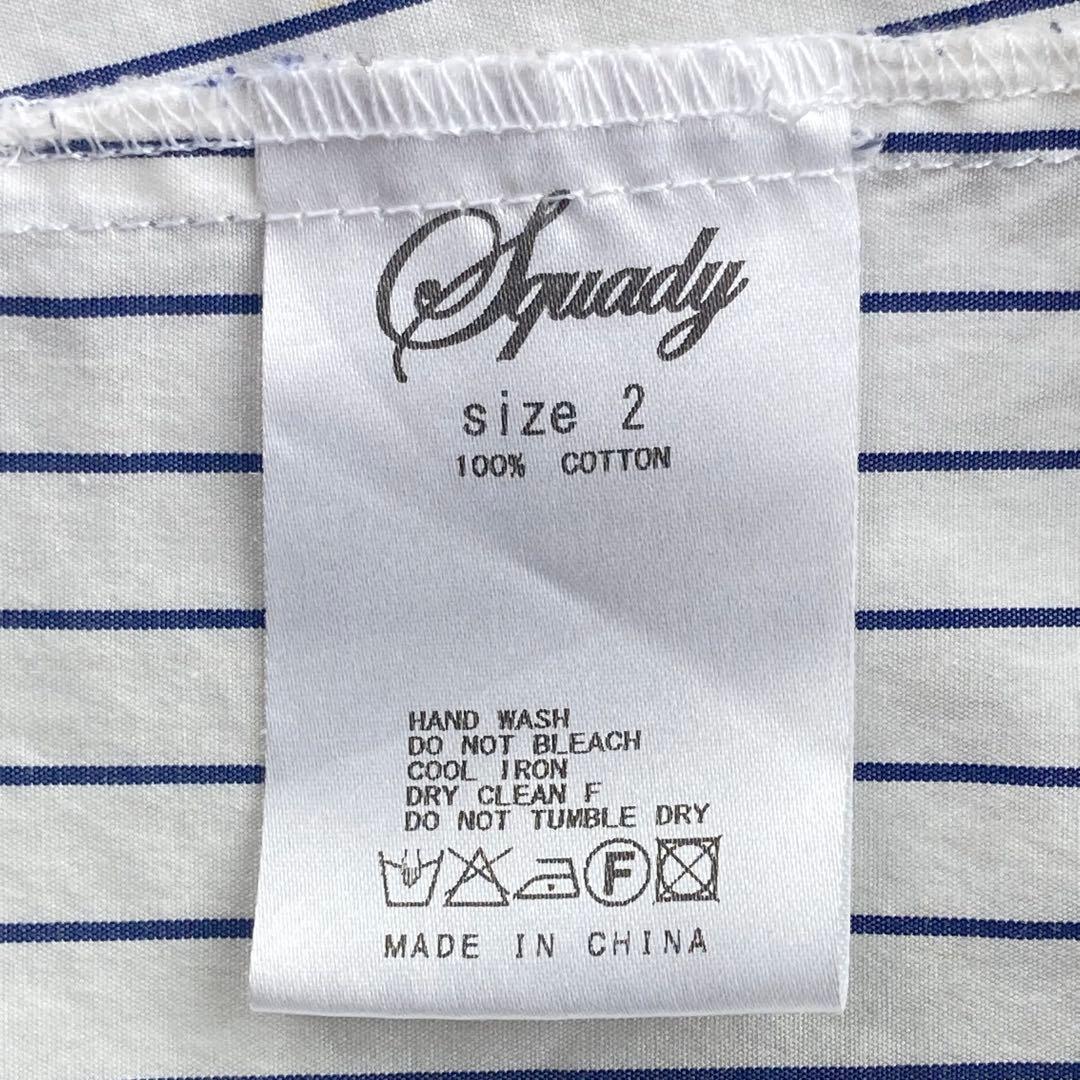 Squady
size 2
100% COTTON
HAND WASH
DO NOT BLEACH
COOL IRON
DRY CLEAN F
DO NOT TUMBLE DRY
F
MADE IN CHINA